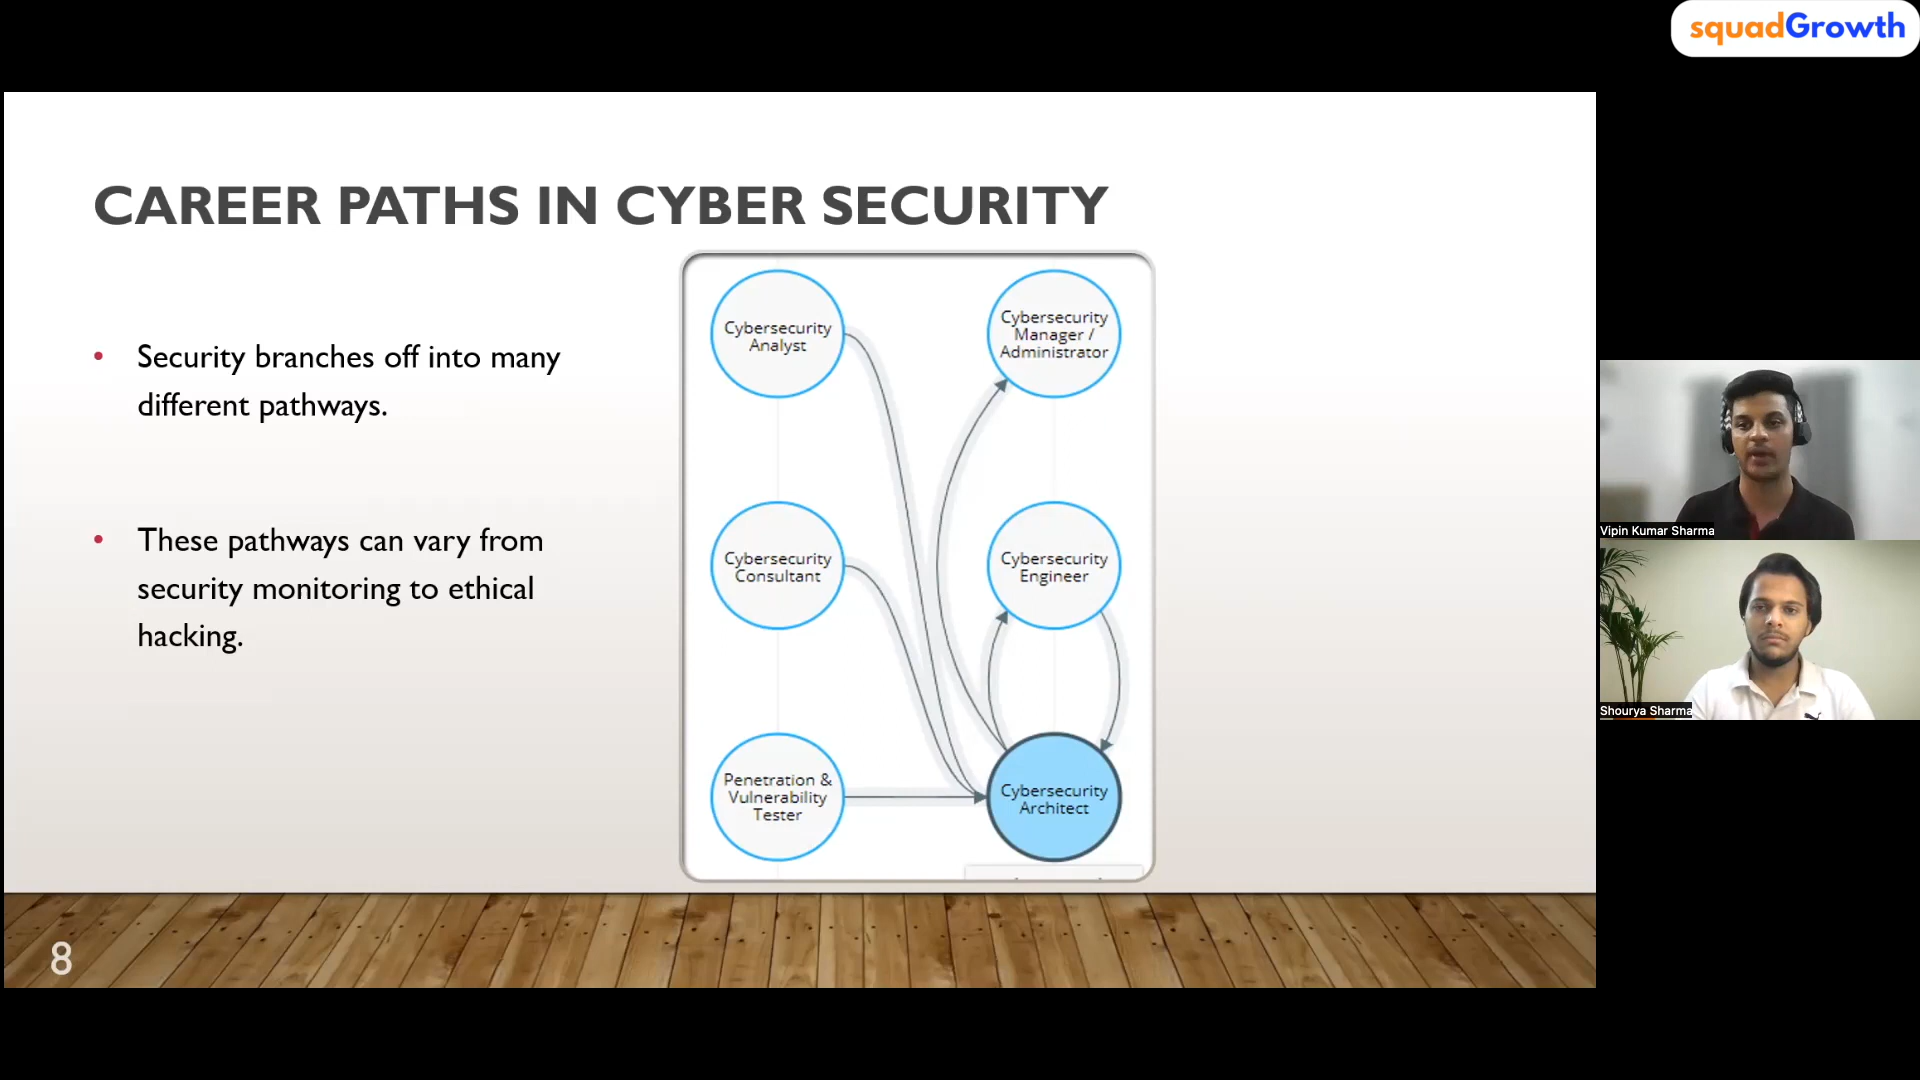 squadGrowth
CAREER PATHS IN CYBER SECURITY
• Security branches off into many
different pathways.
• These pathways can vary from
security monitoring to ethical
hacking.
Cybersecurity
Analyst
Cybersecurity
Manager /
Administrator
Cybersecurity
Consultant
Cybersecurity
Engineer
Penetration &
Vulnerability
Tester
Cybersecurity
Architect
8
Vipin Kumar Sharma
Shourya Sharma